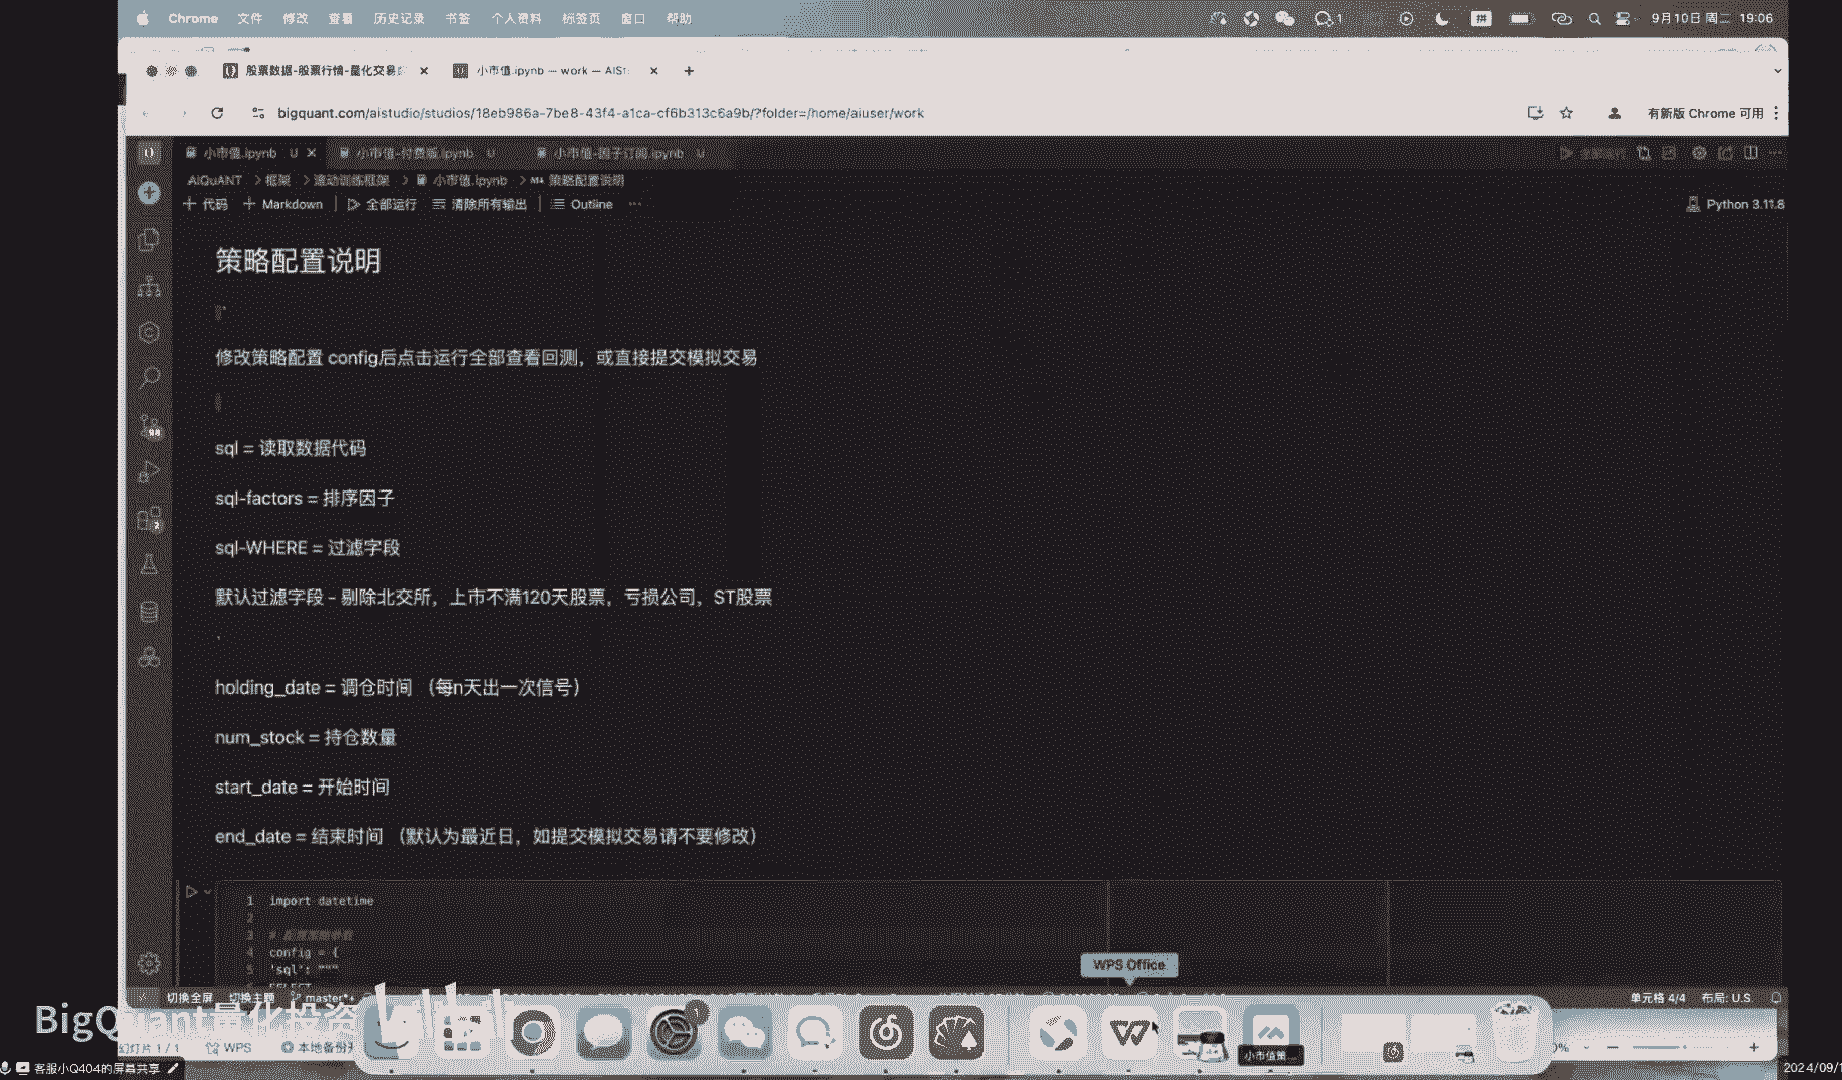 Chrome 文件 修改 查看 历史记录 书签 个人资料 标签页 窗口 帮助
1 拼 9月10日 周二 19:06
股票数据-股票行情-量化交易 小市值.ipynb — work — AISt
bigquant.com/aistudio/studios/18eb986a-7be8-43f4-a1ca-cf6b313c6a9b/?folder=/home/aiuser/work
有新版 Chrome 可用
小市值.ipynb U 小市值-付费版.ipynb U 小市值-因子订阅.ipynb U
全部运行
AIQuANT > 框架 > 滚动训练框架 > 小市值.ipynb > 策略配置说明
代码 Markdown 全部运行 清除所有输出 Outline ···
Python 3.11.8
策略配置说明
修改策略配置 config后点击运行全部查看回测，或直接提交模拟交易
sql = 读取数据代码
sql-factors = 排序因子
sql-WHERE = 过滤字段
默认过滤字段 - 剔除北交所，上市不满120天股票，亏损公司，ST股票
holding_date = 调仓时间 （每n天出一次信号）
num_stock = 持仓数量
start_date = 开始时间
end_date = 结束时间 （默认为最近日，如提交模拟交易请不要修改）
1 import datetime
2
3
4 config = {
5 'sql': """
SELECT
WPS Office
切换全屏 切换主题 master*+
单元格 4/4 布局: U.S.
BigQuant量化投资
bilibili
幻灯片 1 / 1 WPS 本地备份开
1
小市值策...
0%
客服小Q404的屏幕共享
2024/09/1